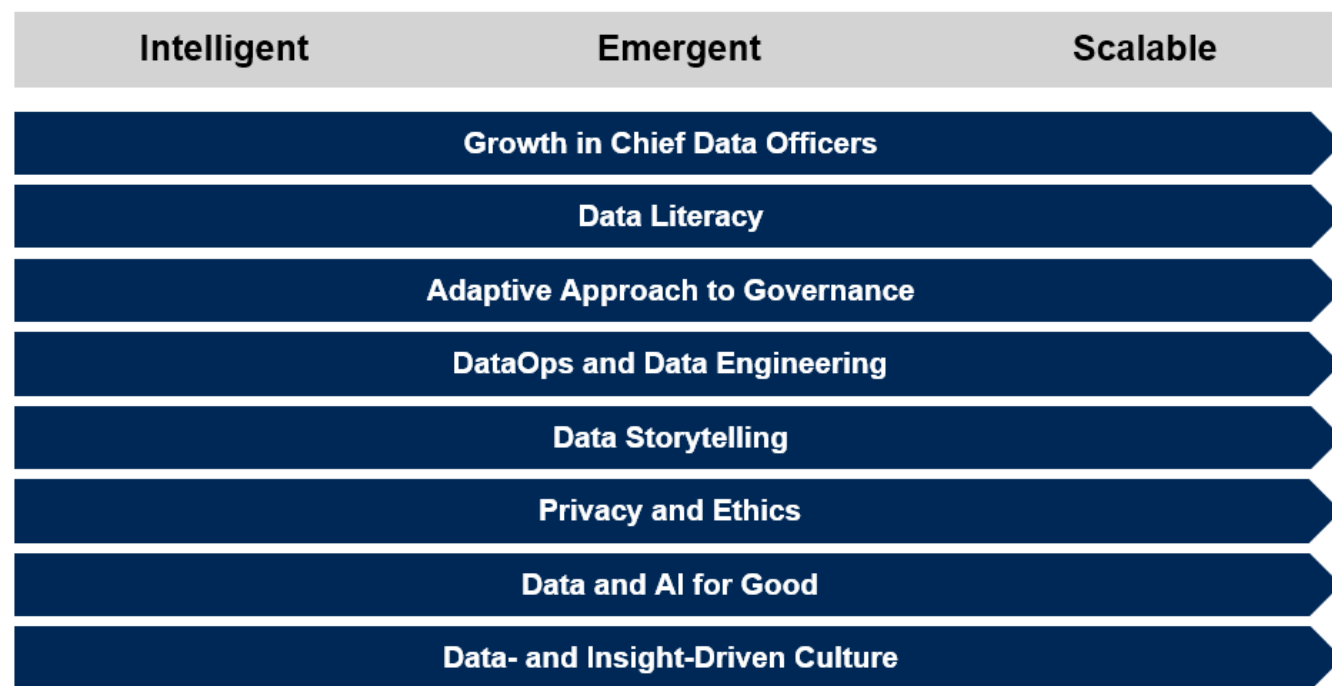 Intelligent Emergent Scalable
Growth in Chief Data Officers
Data Literacy
Adaptive Approach to Governance
DataOps and Data Engineering
Data Storytelling
Privacy and Ethics
Data and AI for Good
Data- and Insight-Driven Culture